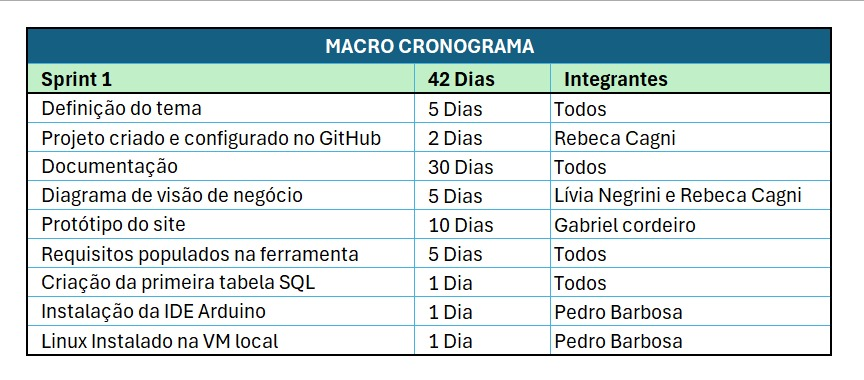 MACRO CRONOGRAMA
Sprint 1 42 Dias Integrantes
Definição do tema 5 Dias Todos
Projeto criado e configurado no GitHub 2 Dias Rebeca Cagni
Documentação 30 Dias Todos
Diagrama de visão de negócio 5 Dias Lívia Negrini e Rebeca Cagni
Protótipo do site 10 Dias Gabriel cordeiro
Requisitos populados na ferramenta 5 Dias Todos
Criação da primeira tabela SQL 1 Dia Todos
Instalação da IDE Arduino 1 Dia Pedro Barbosa
Linux Instalado na VM local 1 Dia Pedro Barbosa